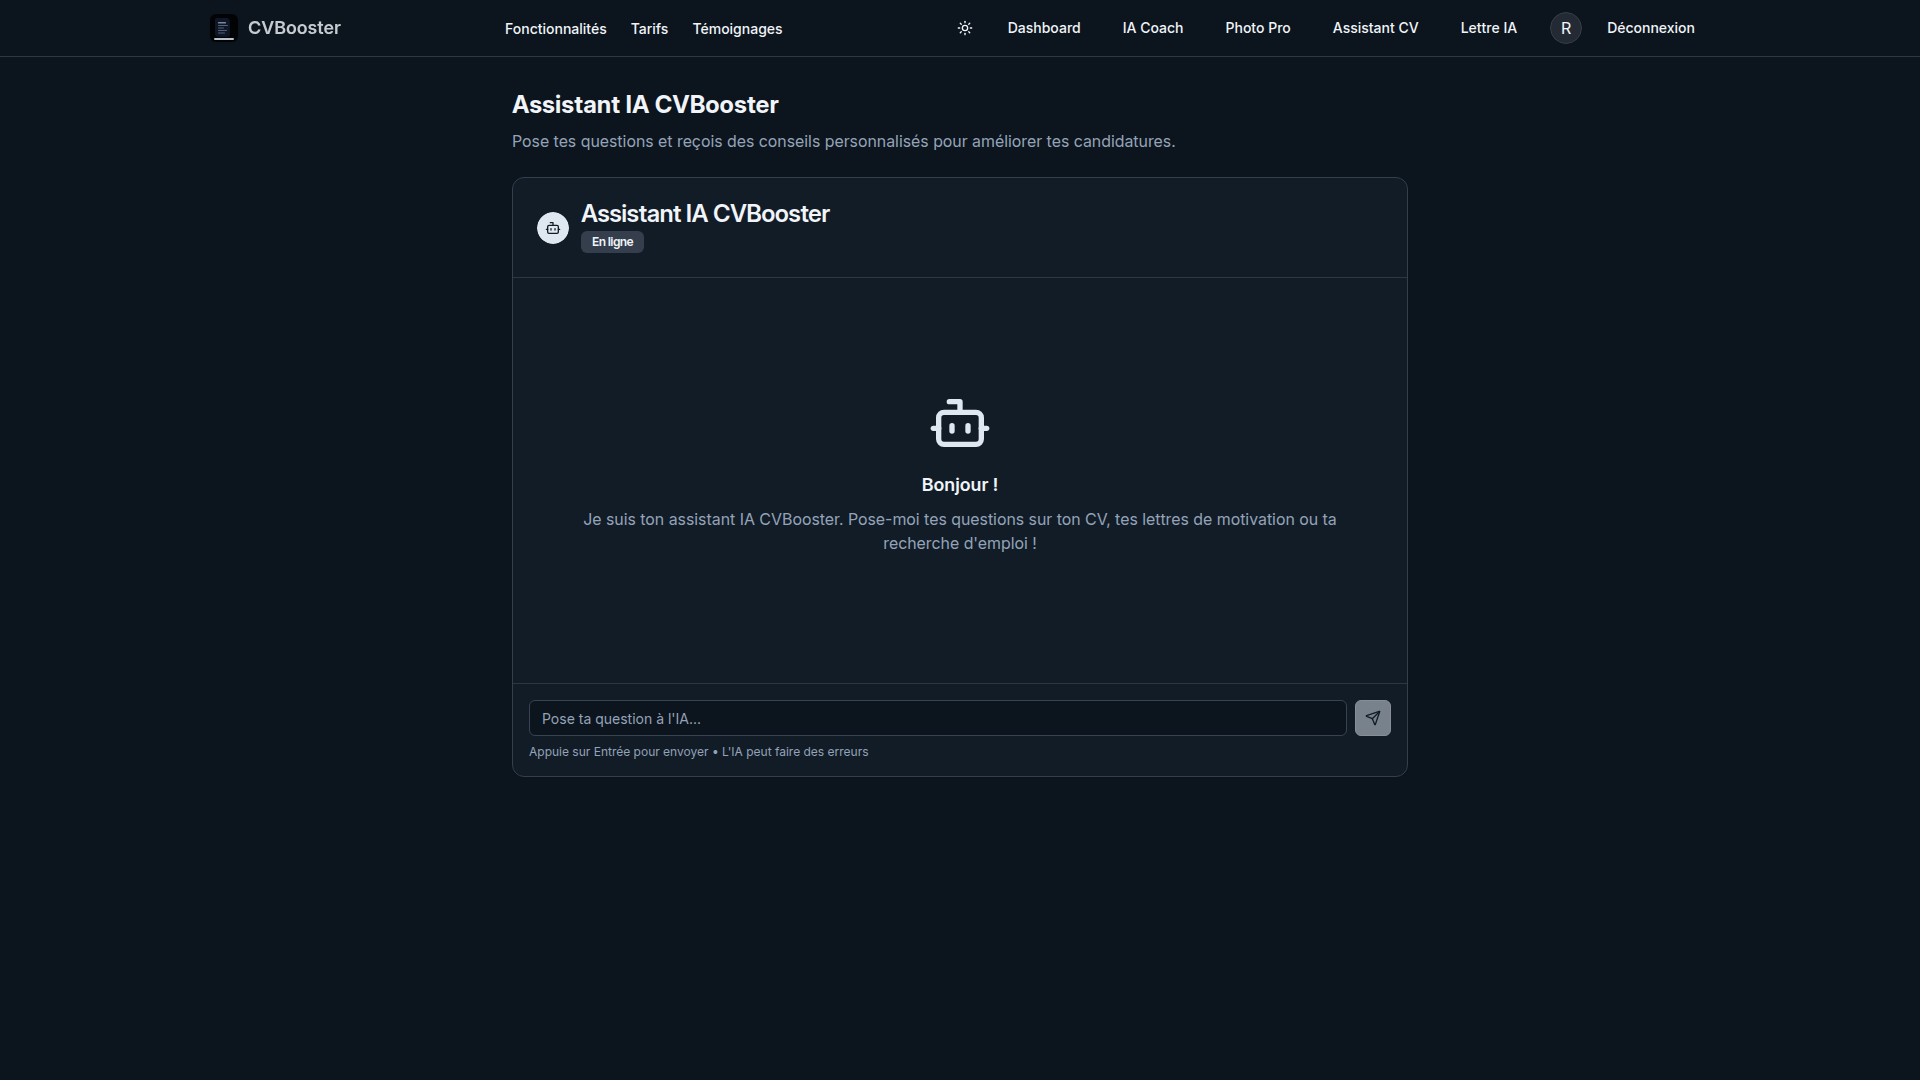 CVBooster
Fonctionnalités
Tarifs
Témoignages
Dashboard
IA Coach
Photo Pro
Assistant CV
Lettre IA
R
Déconnexion
Assistant IA CVBooster
Pose tes questions et reçois des conseils personnalisés pour améliorer tes candidatures.
Assistant IA CVBooster
En ligne
Bonjour !
Je suis ton assistant IA CVBooster. Pose-moi tes questions sur ton CV, tes lettres de motivation ou ta
recherche d'emploi !
Pose ta question à l'IA...
Appuie sur Entrée pour envoyer • L'IA peut faire des erreurs